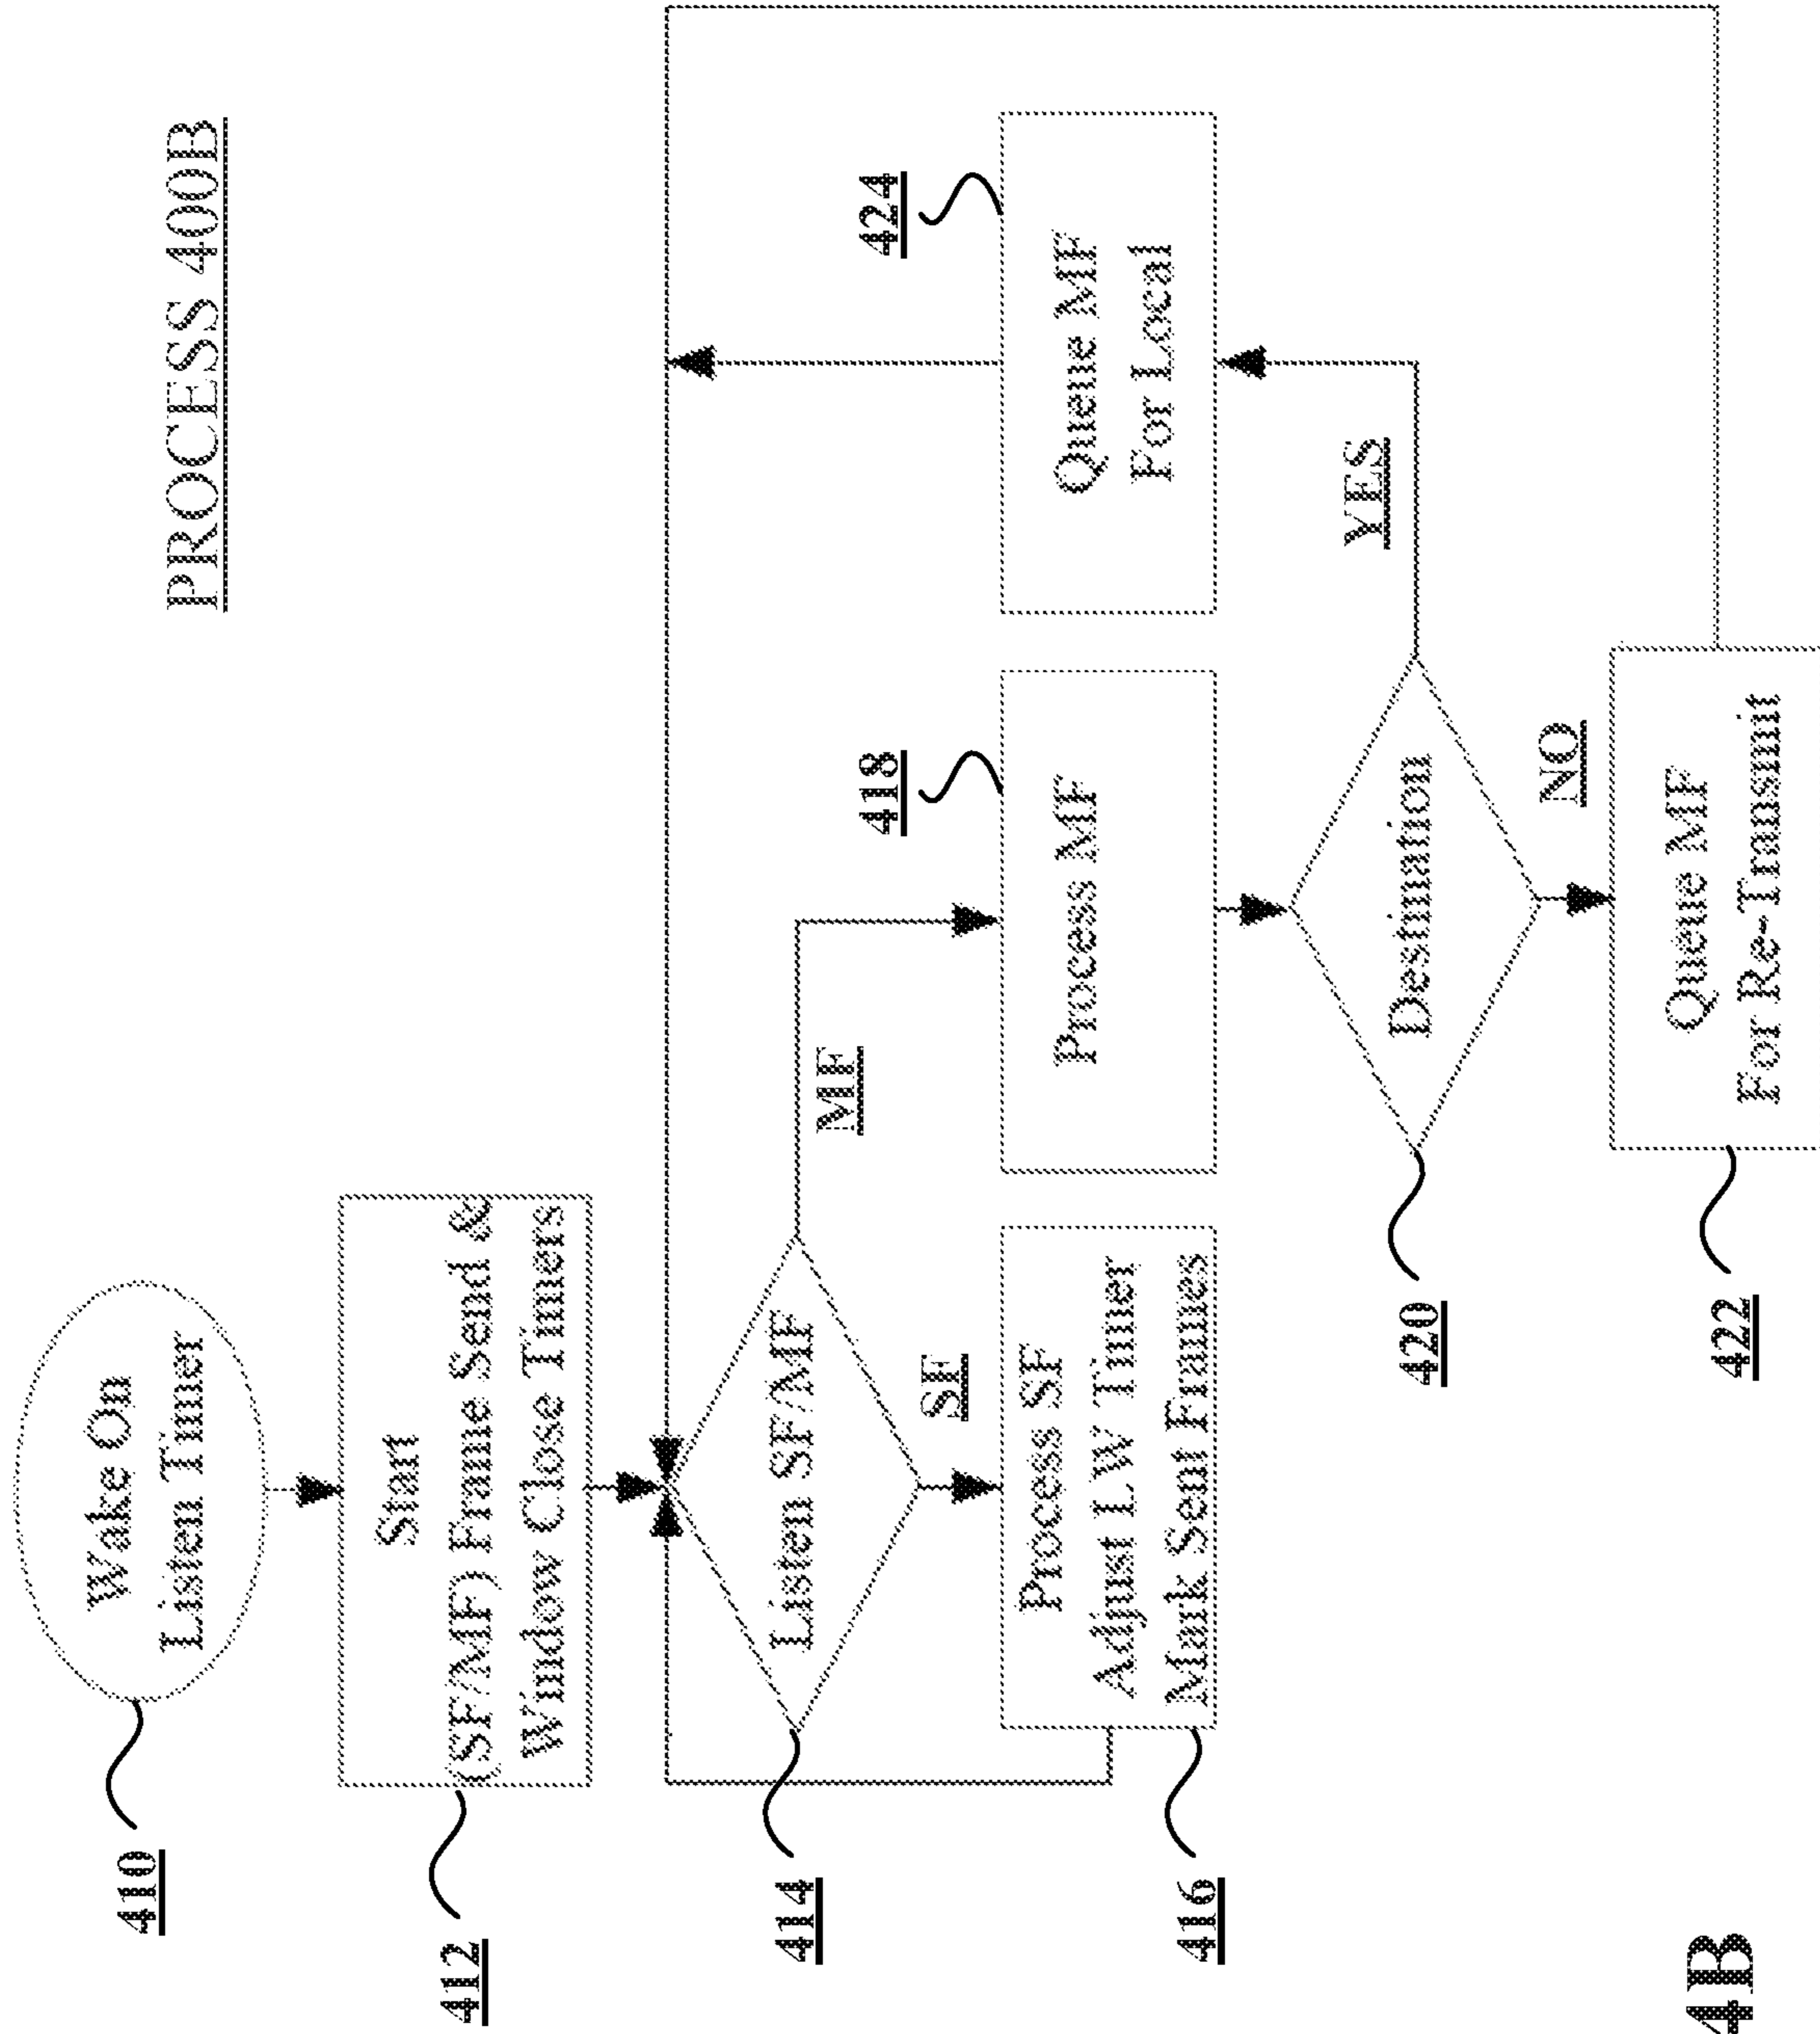 PROCESS 400B
410
Wake On
Listen Timer
412
Start
(SF/MF) Frame Send &
Window Close Timers
414
Listen SF/MF
MF
SF
416
Process SF
Adjust LW Timer
Mark Sent Frames
418
Process MF
424
Queue MF
For Local
420
Destination
YES
NO
422
Queue MF
For Re-Transmit
4B